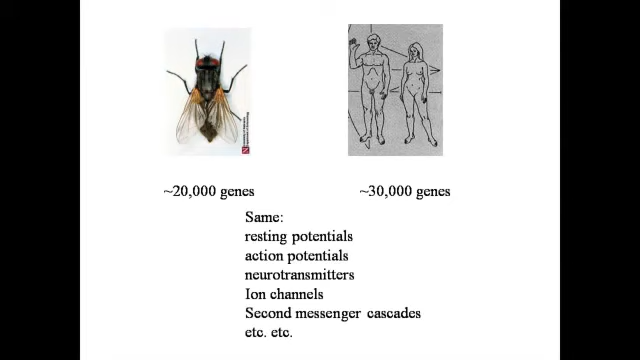 ~20,000 genes
~30,000 genes
Same:
resting potentials
action potentials
neurotransmitters
Ion channels
Second messenger cascades
etc. etc.